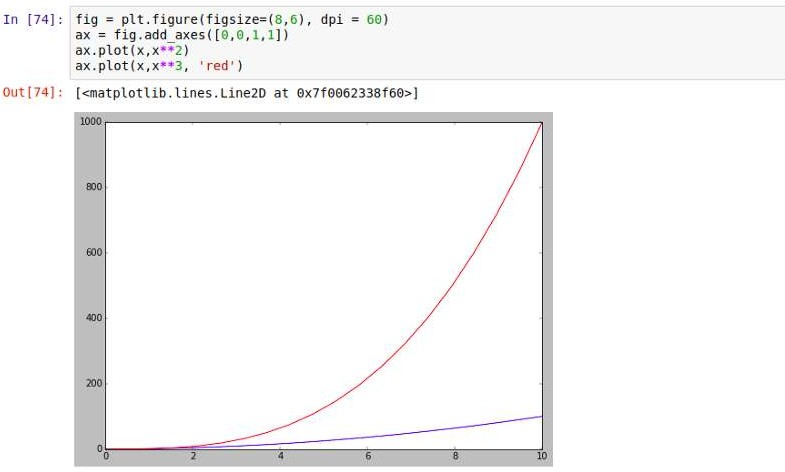 In [74]: fig = plt.figure(figsize=(8,6), dpi = 60)
ax = fig.add_axes([0,0,1,1])
ax.plot(x,x**2)
ax.plot(x,x**3, 'red')
Out[74]: [<matplotlib.lines.Line2D at 0x7f0062338f60>]
1000
800
600
400
200
0
0 2 4 6 8 10